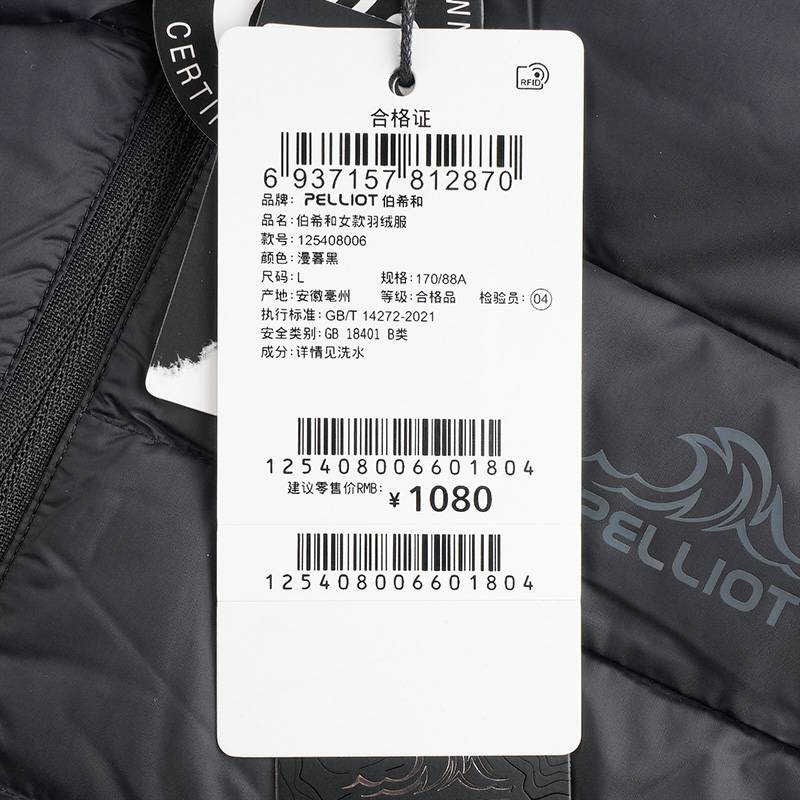 CERTIF
NN
RFID
合格证
6 937157 812870
品牌: PELLIOT 伯希和
品名: 伯希和女款羽绒服
款号: 125408006
颜色: 漫暮黑
尺码: L 规格: 170/88A
产地: 安徽亳州 等级: 合格品 检验员: 04
执行标准: GB/T 14272-2021
安全类别: GB 18401 B类
成分: 详情见洗水
125408006601804
建议零售价RMB: ¥ 1080
125408006601804
PELLIOT